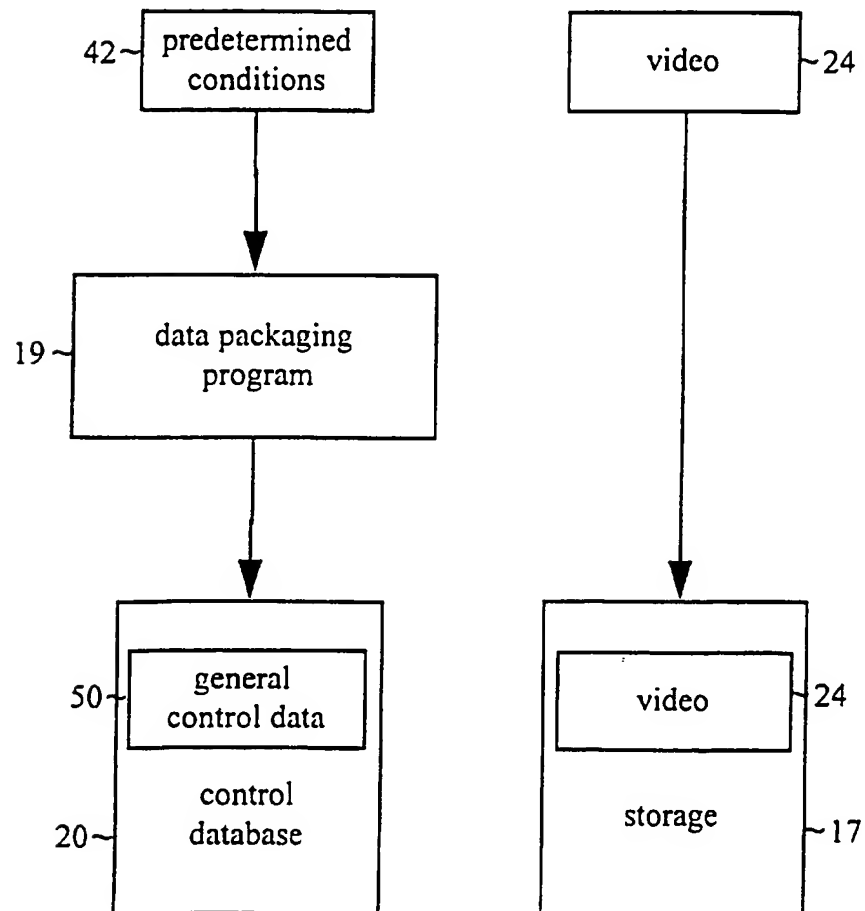 42~
predetermined
conditions
video
~24
19~
data packaging
program
50~
general
control data
video
~24
control
database
20~
storage
~17